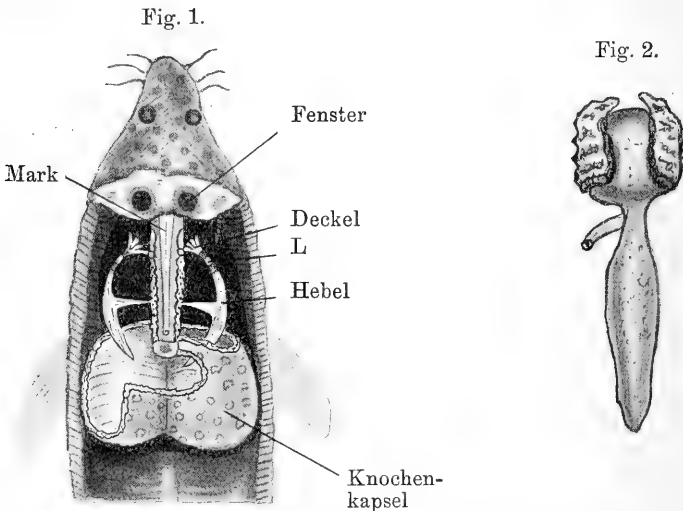 Fig. 1.
Fig. 2.
Fenster
Mark
Deckel
L
Hebel
Knochen-
kapsel